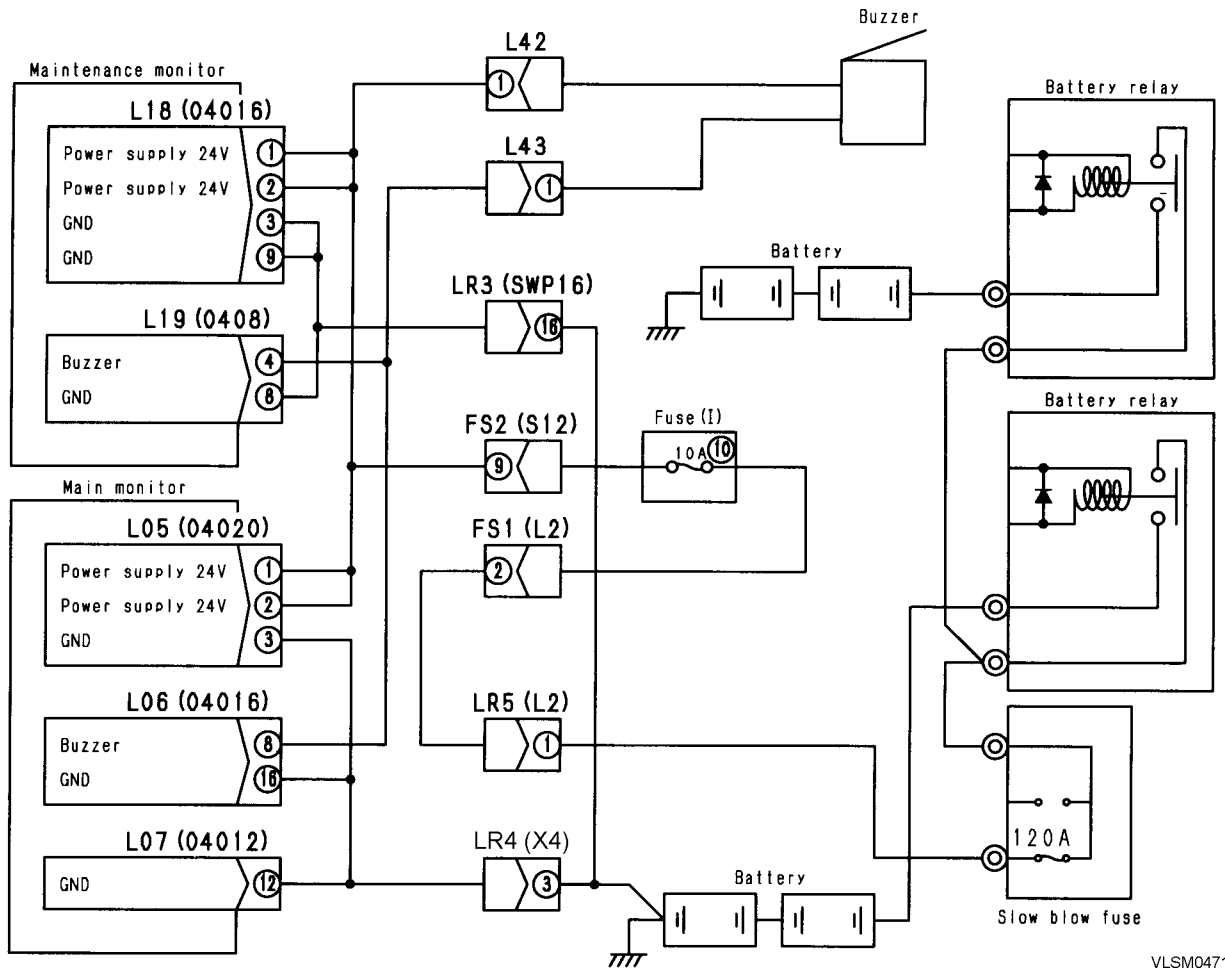 Buzzer
L42
1
Maintenance monitor
L18 (04016)
Power supply 24V 1
Power supply 24V 2
GND 3
GND 9
L43
1
Battery relay
Battery
L19 (0408)
Buzzer 4
GND 8
LR3 (SWP16)
16
FS2 (S12)
9
Fuse (I)
10A 10
Battery relay
Main monitor
L05 (04020)
Power supply 24V 1
Power supply 24V 2
GND 3
FS1 (L2)
2
L06 (04016)
Buzzer 8
GND 16
LR5 (L2)
1
L07 (04012)
GND 12
LR4 (X4)
3
Battery
120A
Slow blow fuse
VLSM0471